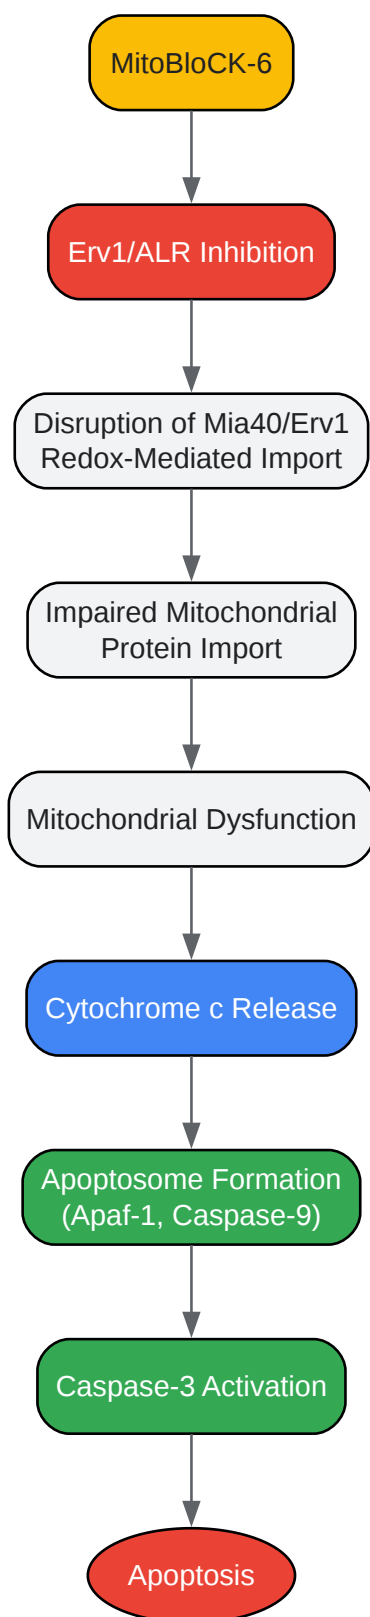 MitoBloCK-6
Erv1/ALR Inhibition
Disruption of Mia40/Erv1
Redox-Mediated Import
Impaired Mitochondrial
Protein Import
Mitochondrial Dysfunction
Cytochrome c Release
Apoptosome Formation
(Apaf-1, Caspase-9)
Caspase-3 Activation
Apoptosis